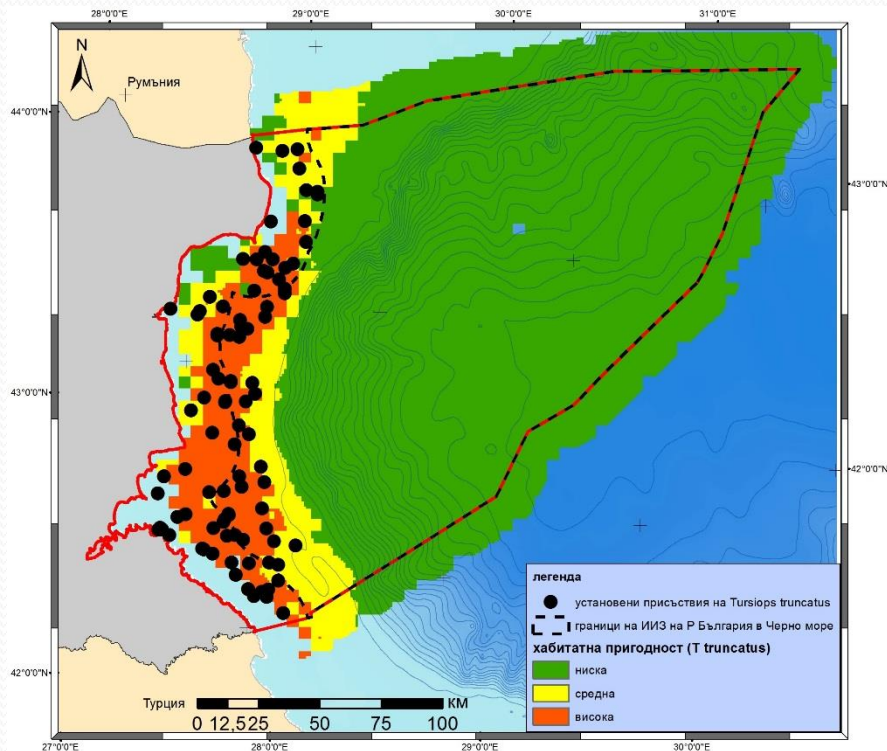 28°0'0"E 29°0'0"E 30°0'0"E 31°0'0"E
N
Румъния
44°0'0"N
43°0'0"N
43°0'0"N
42°0'0"N
42°0'0"N
легенда
установени присъствия на Tursiops truncatus
граници на ИИЗ на Р България в Черно море
хабитатна пригодност (T truncatus)
ниска
средна
висока
Турция
КМ
0 12,5 25 50 75 100
27°0'0"E 28°0'0"E 29°0'0"E 30°0'0"E